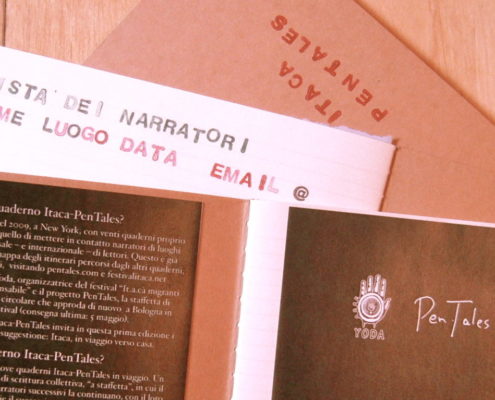 ITACA
PENTALES
ISTA DEI NARRATORI
ME LUOGO DATA EMAIL @
uaderno Itaca-PenTales?
el 2009, a New York, con venti quaderni proprio
quello di mettere in contatto narratori di luoghi
ale – e internazionale – di lettori. Questo è già
mappa degli itinerari percorsi dagli altri quaderni,
i, visitando pentales.com e festivalitaca.net
oda, organizzatrice del festival "It.a.cà migranti
nsabile" e il progetto PenTales, la staffetta di
circolare che approda di nuovo a Bologna in
tival (consegna ultima: 5 maggio).
aca-PenTales invita in questa prima edizione i
suggestione: Itaca, in viaggio verso casa.
erno Itaca-PenTales?
ove quaderni Itaca-PenTales in viaggio. Un
di scrittura collettiva, "a staffetta", in cui il
rratori successivi la continuano, con il loro
YODA
PenTales